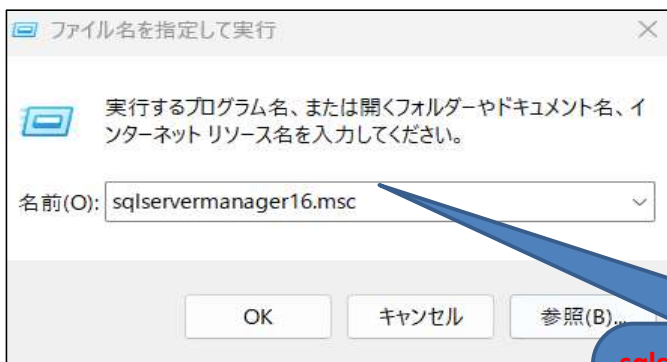 ファイル名を指定して実行
実行するプログラム名、または開くフォルダーやドキュメント名、イ
ンターネット リソース名を入力してください。
名前(O): sqlservermanager16.msc
OK キャンセル 参照(B)...